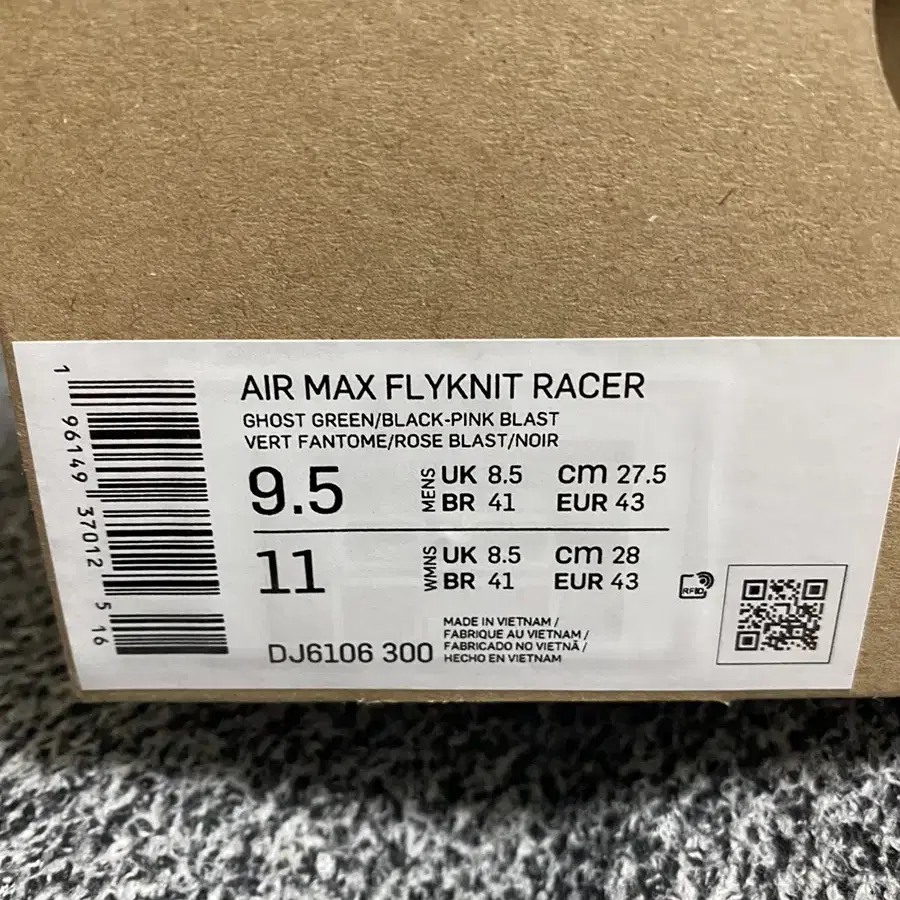 AIR MAX FLYKNIT RACER
GHOST GREEN/BLACK-PINK BLAST
VERT FANTOME/ROSE BLAST/NOIR
9.5 MENS UK 8.5 cm 27.5
BR 41 EUR 43
11 WMNS UK 8.5 cm 28
BR 41 EUR 43
DJ6106 300
MADE IN VIETNAM /
FABRIQUE AU VIETNAM /
FABRICADO NO VIETNÃ /
HECHO EN VIETNAM
RFID
1 96149 37012 5 16